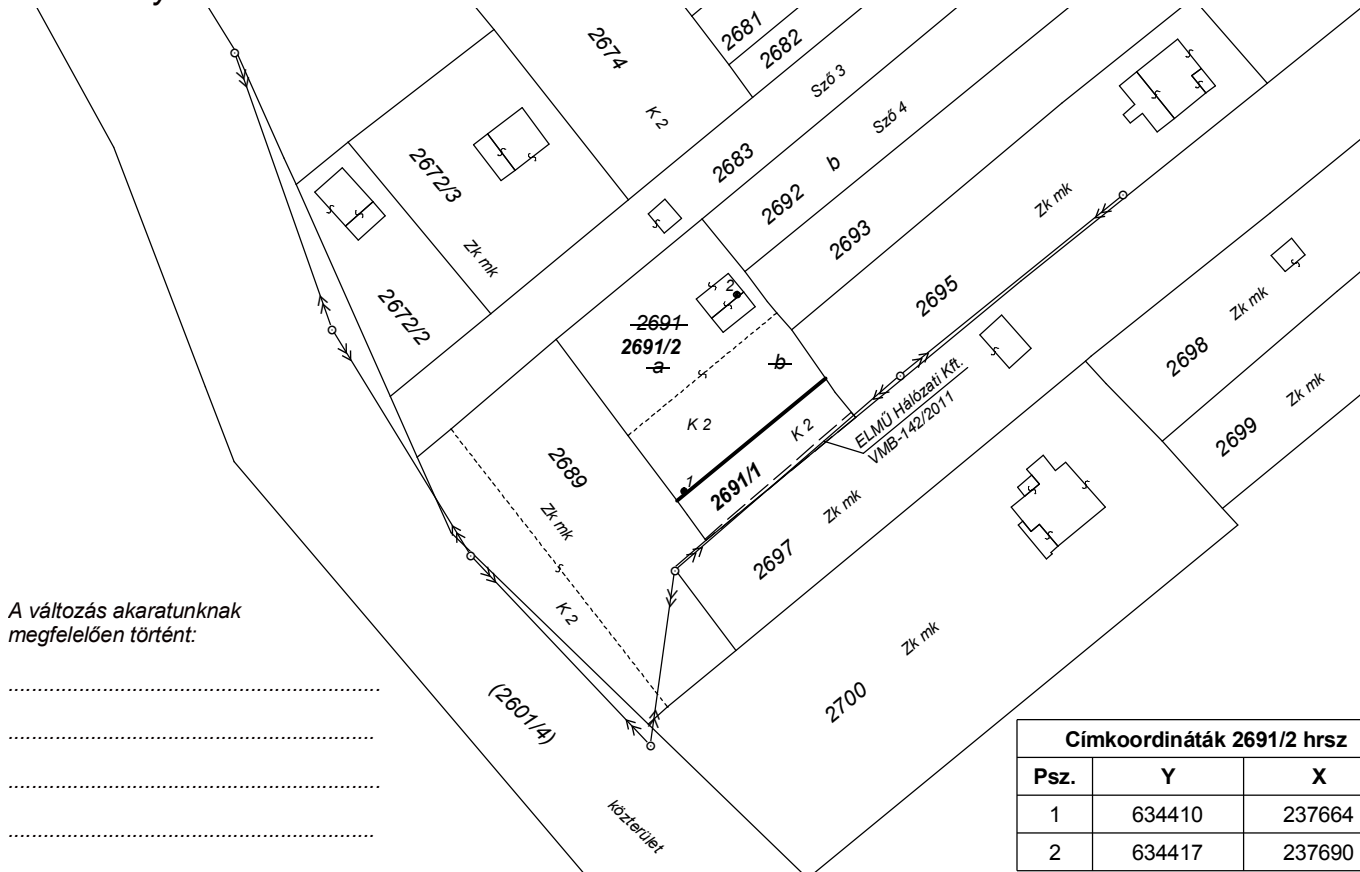 2681
2682
2674
K 2
Sző 3
2683
Sző 4
b
2692
2693
2672/3
Zk mk
2672/2
Zk mk
2695
2
2691
2691/2
a
b
K 2
K 2
2691/1
1
ELMŰ Hálózati Kft.
VMB-142/2011
2698
Zk mk
2699
Zk mk
2689
Zk mk
K 2
2697
Zk mk
2700
Zk mk
(2601/4)
közterület
A változás akaratunknak
megfelelően történt:
................................................................
...............................................................
................................................................
...............................................................
Címkoordináták 2691/2 hrsz
Psz. Y X
1 634410 237664
2 634417 237690